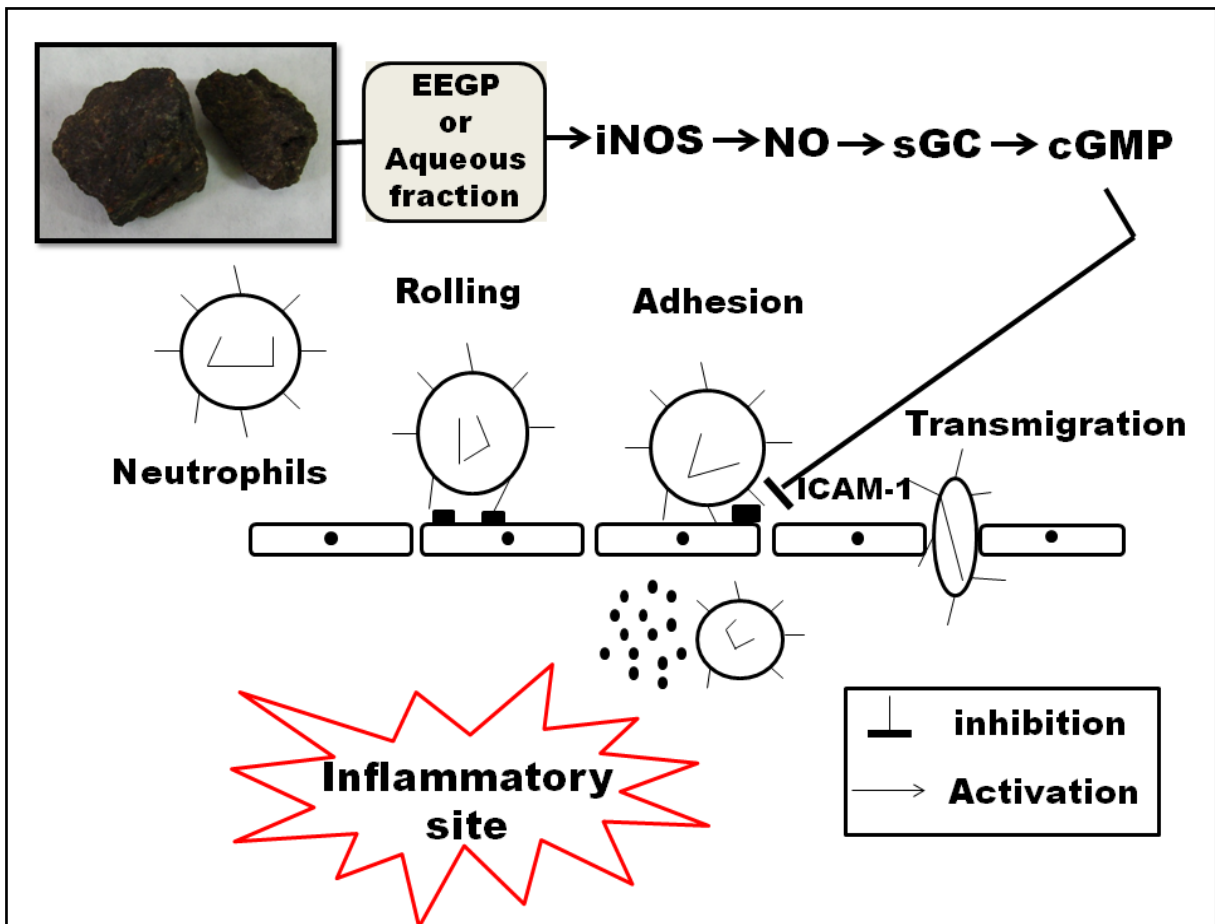 EEGP
or
Aqueous
fraction
iNOS → NO → sGC → cGMP
Rolling
Adhesion
Transmigration
Neutrophils
ICAM-1
Inflammatory
site
inhibition
Activation